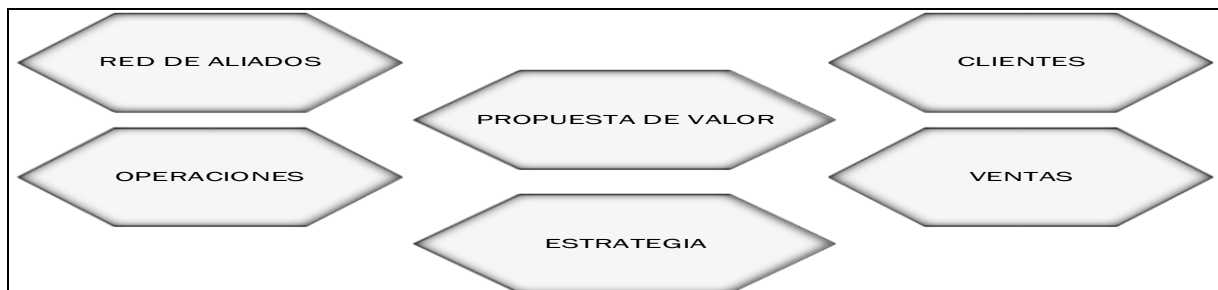 RED DE ALIADOS
CLIENTES
PROPUESTA DE VALOR
OPERACIONES
VENTAS
ESTRATEGIA